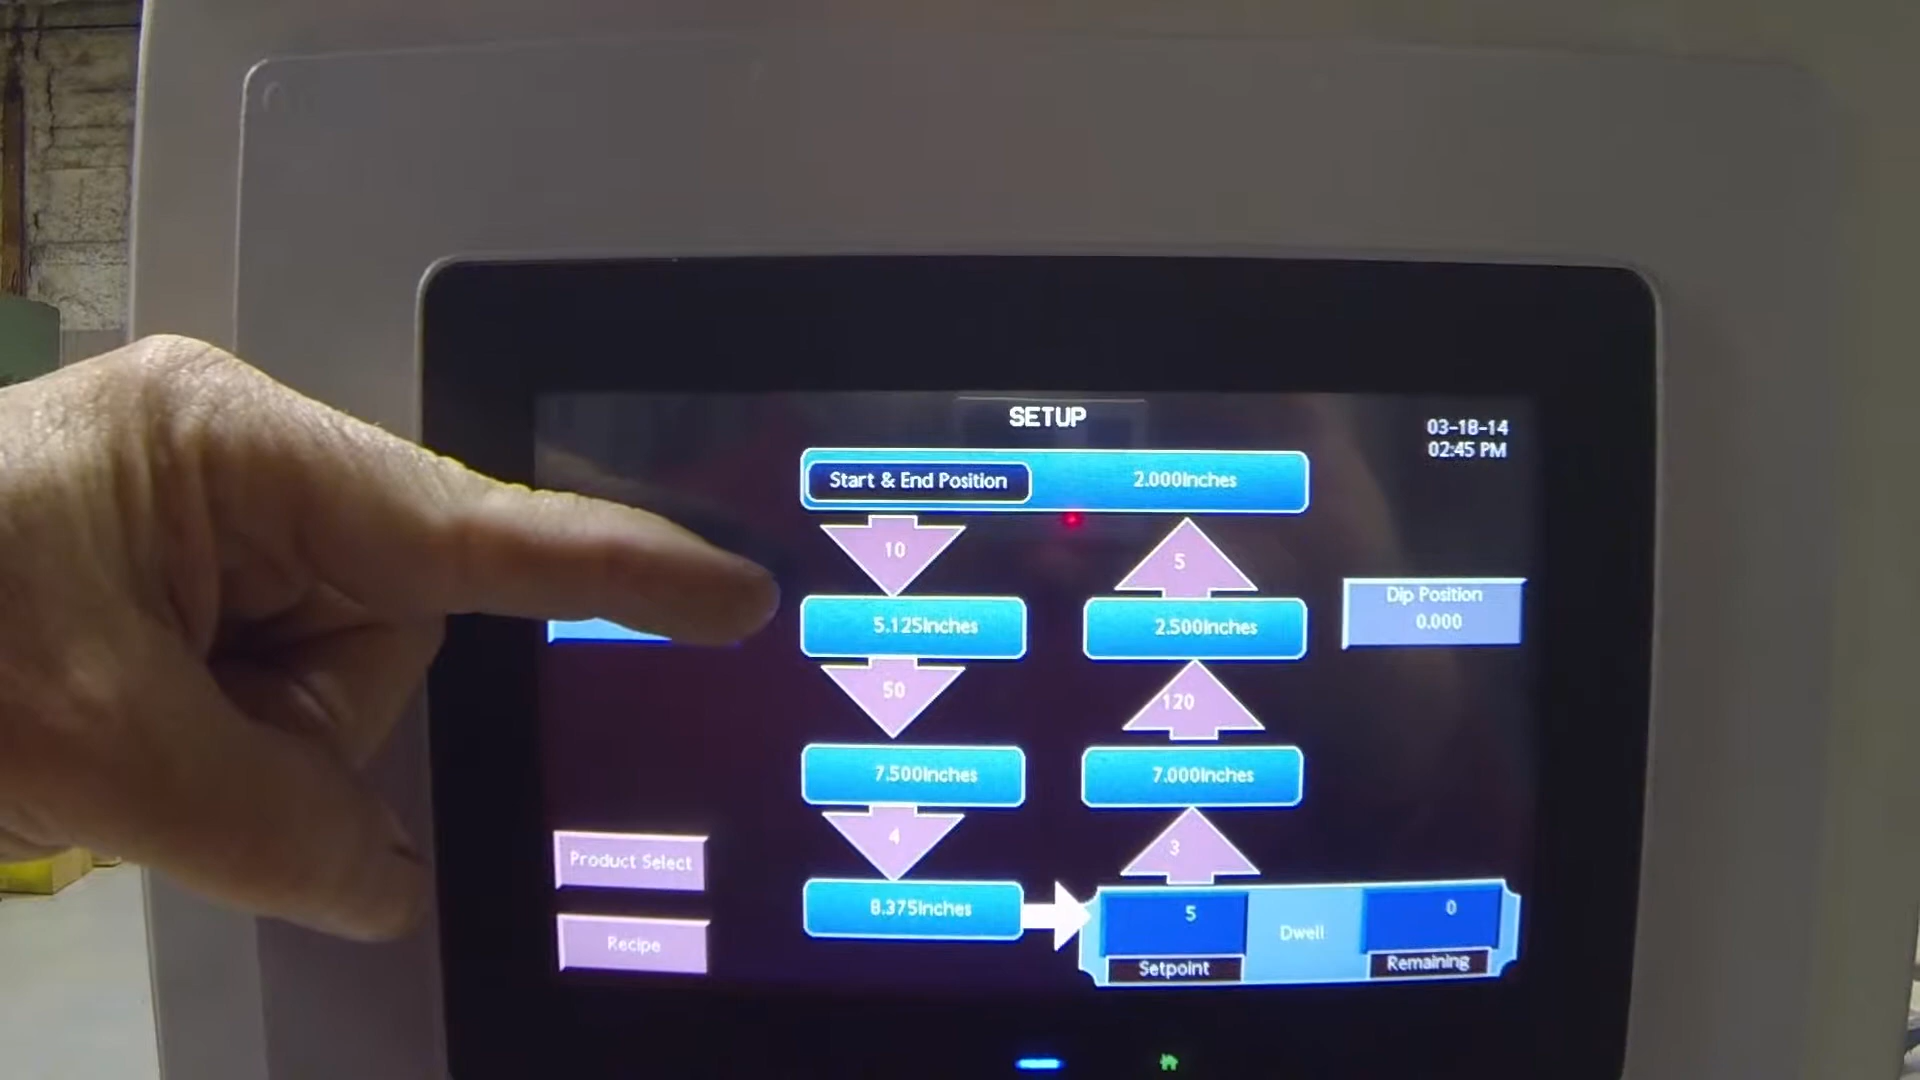 SETUP
03-18-14
02:45 PM
Start & End Position 2.000Inches
10
5
5.125Inches
2.500Inches
Dip Position
0.000
50
120
7.500Inches
7.000Inches
4
3
Product Select
8.375Inches
5
Dwell
0
Setpoint
Remaining
Recipe